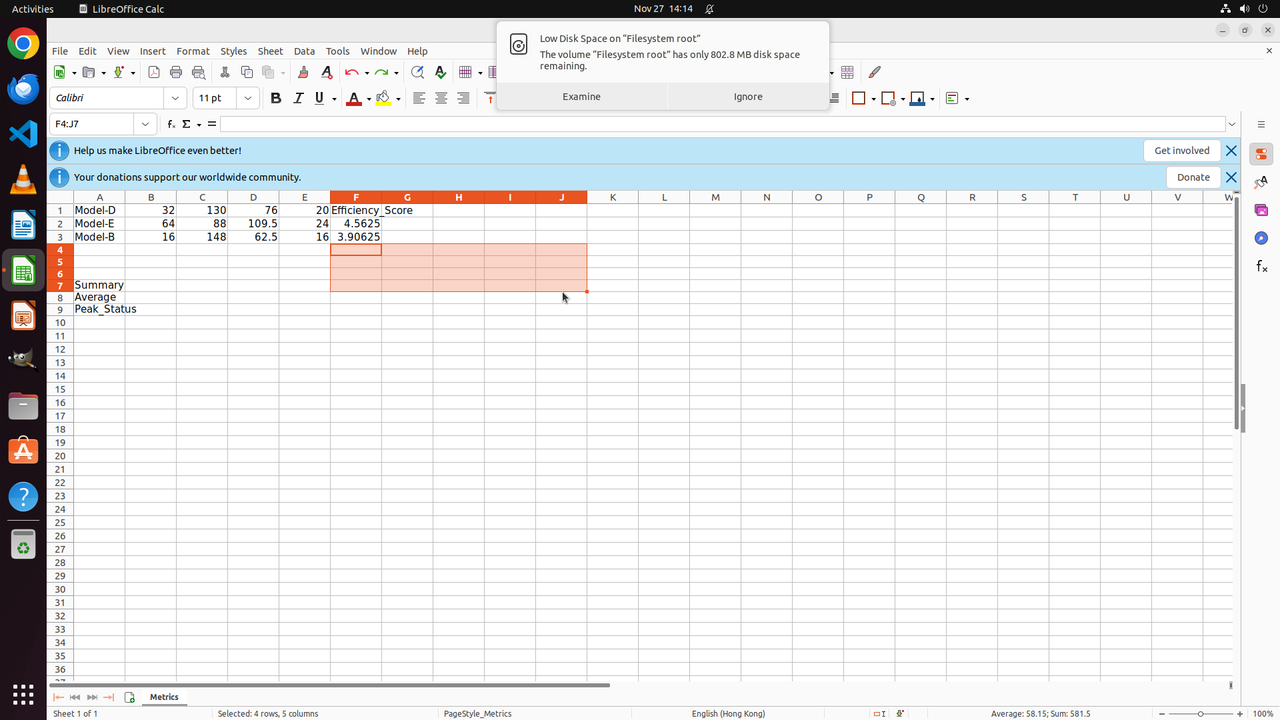 Activities
LibreOffice Calc
Nov 27 14:14
Low Disk Space on “Filesystem root”
The volume “Filesystem root” has only 802.8 MB disk space
remaining.
Examine
Ignore
File Edit View Insert Format Styles Sheet Data Tools Window Help
Calibri
11 pt
F4:J7
Help us make LibreOffice even better!
Get involved
Your donations support our worldwide community.
Donate
A B C D E F G H I J K L M N O P Q R S T U V W
1 Model-D 32 130 76 20 Efficiency_Score
2 Model-E 64 88 109.5 24 4.5625
3 Model-B 16 148 62.5 16 3.90625
4
5
6
7 Summary
8 Average
9 Peak_Status
10
11
12
13
14
15
16
17
18
19
20
21
22
23
24
25
26
27
28
29
30
31
32
33
34
35
36
37
Metrics
Sheet 1 of 1
Selected: 4 rows, 5 columns
PageStyle_Metrics
English (Hong Kong)
Average: 58.15; Sum: 581.5
100%